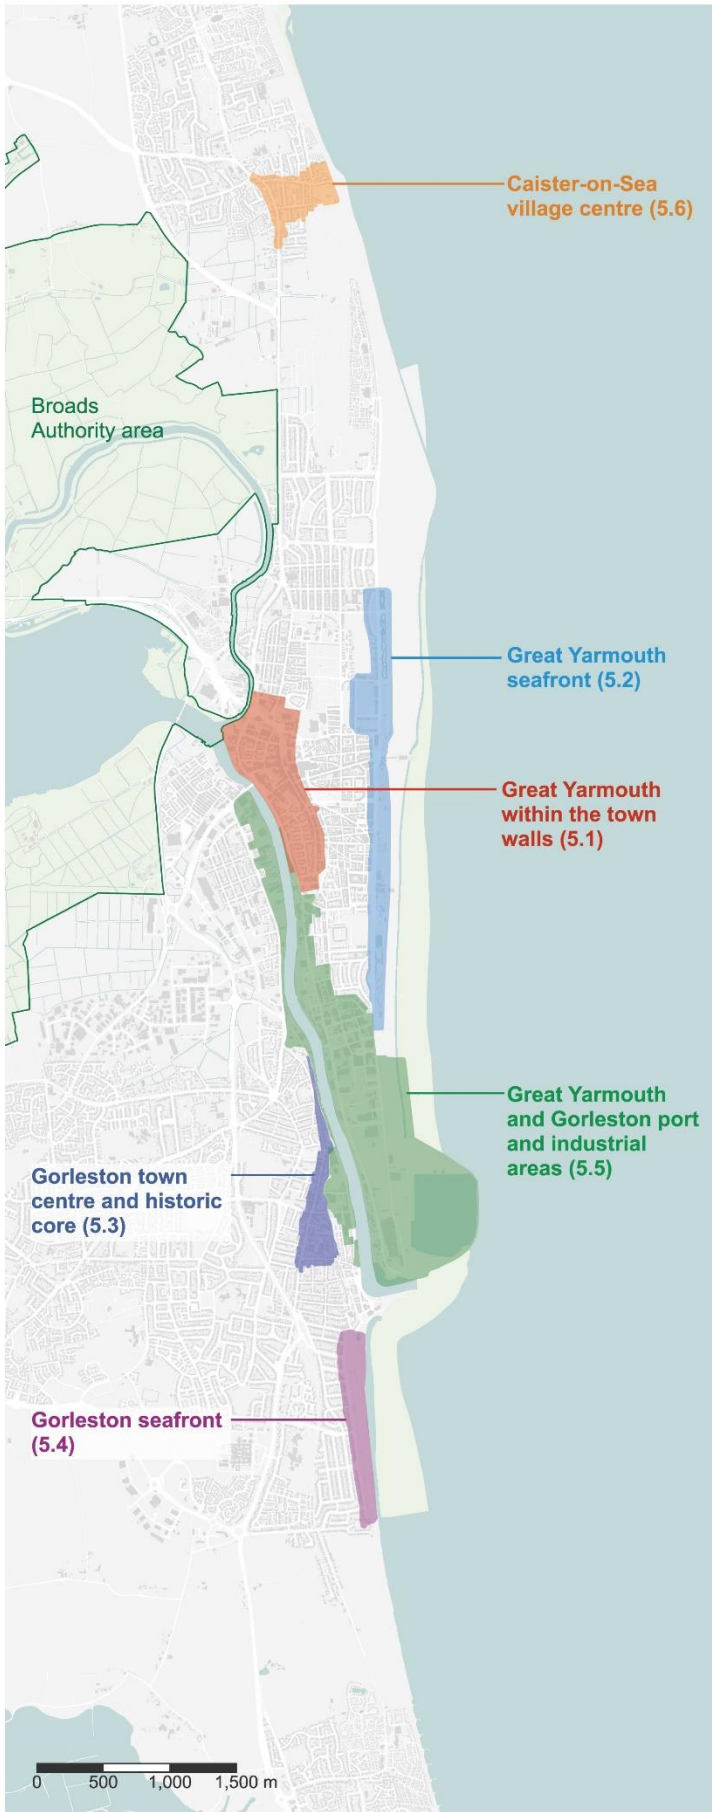 Caister-on-Sea
village centre (5.6)
Broads
Authority area
Great Yarmouth
seafront (5.2)
Great Yarmouth
within the town
walls (5.1)
Great Yarmouth
and Gorleston port
and industrial
areas (5.5)
Gorleston town
centre and historic
core (5.3)
Gorleston seafront
(5.4)
0 500 1,000 1,500 m